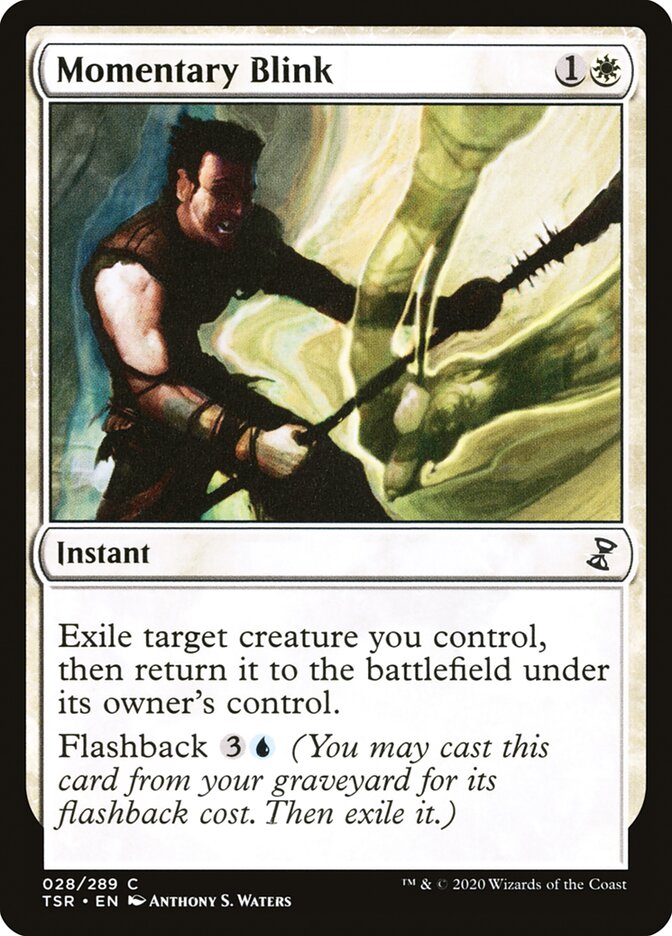 Momentary Blink 1
Instant
Exile target creature you control,
then return it to the battlefield under
its owner's control.
Flashback 3 (You may cast this
card from your graveyard for its
flashback cost. Then exile it.)
028/289 C
TSR • EN Anthony S. Waters
™ & © 2020 Wizards of the Coast